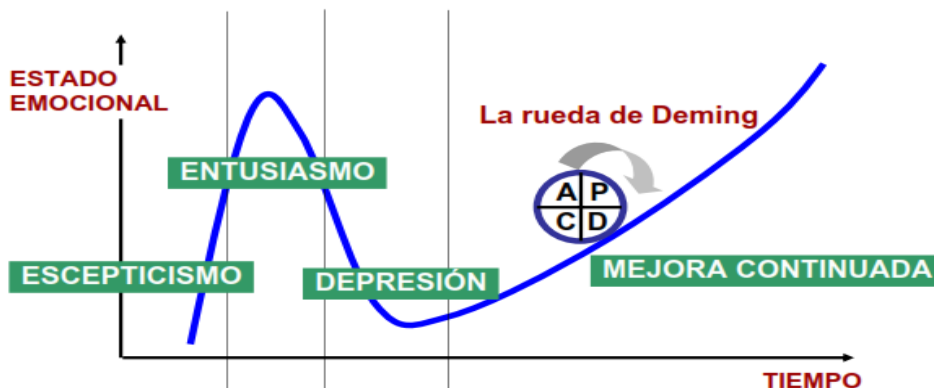 ESTADO
EMOCIONAL
La rueda de Deming
ENTUSIASMO
A P
C D
ESCEPTICISMO
DEPRESIÓN
MEJORA CONTINUADA
TIEMPO